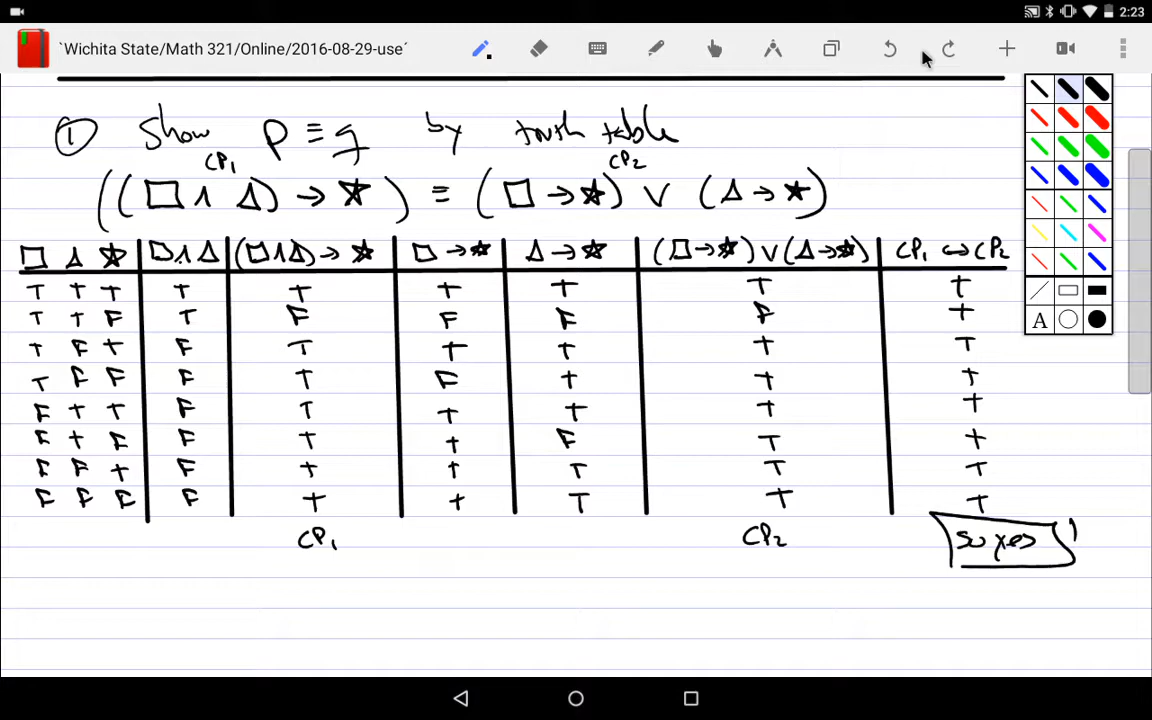 2:23
`Wichita State/Math 321/Online/2016-08-29-use´
① Show P ≡ q by truth table
CP₁ CP₂
((□ ∧ Δ) → ★) ≡ (□ → ★) ∨ (Δ → ★)
□ Δ ★ □ ∧ Δ (□ ∧ Δ) → ★ □ → ★ Δ → ★ (□ → ★) ∨ (Δ → ★) CP₁ ↔ CP₂
T T T T T T T T T
T T F T F F F F T
T F T F T T T T T
T F F F T F T T T
F T T F T T T T T
F T F F T T F T T
F F T F T T T T T
F F F F T T T T T
CP₁ CP₂ so yes!
A